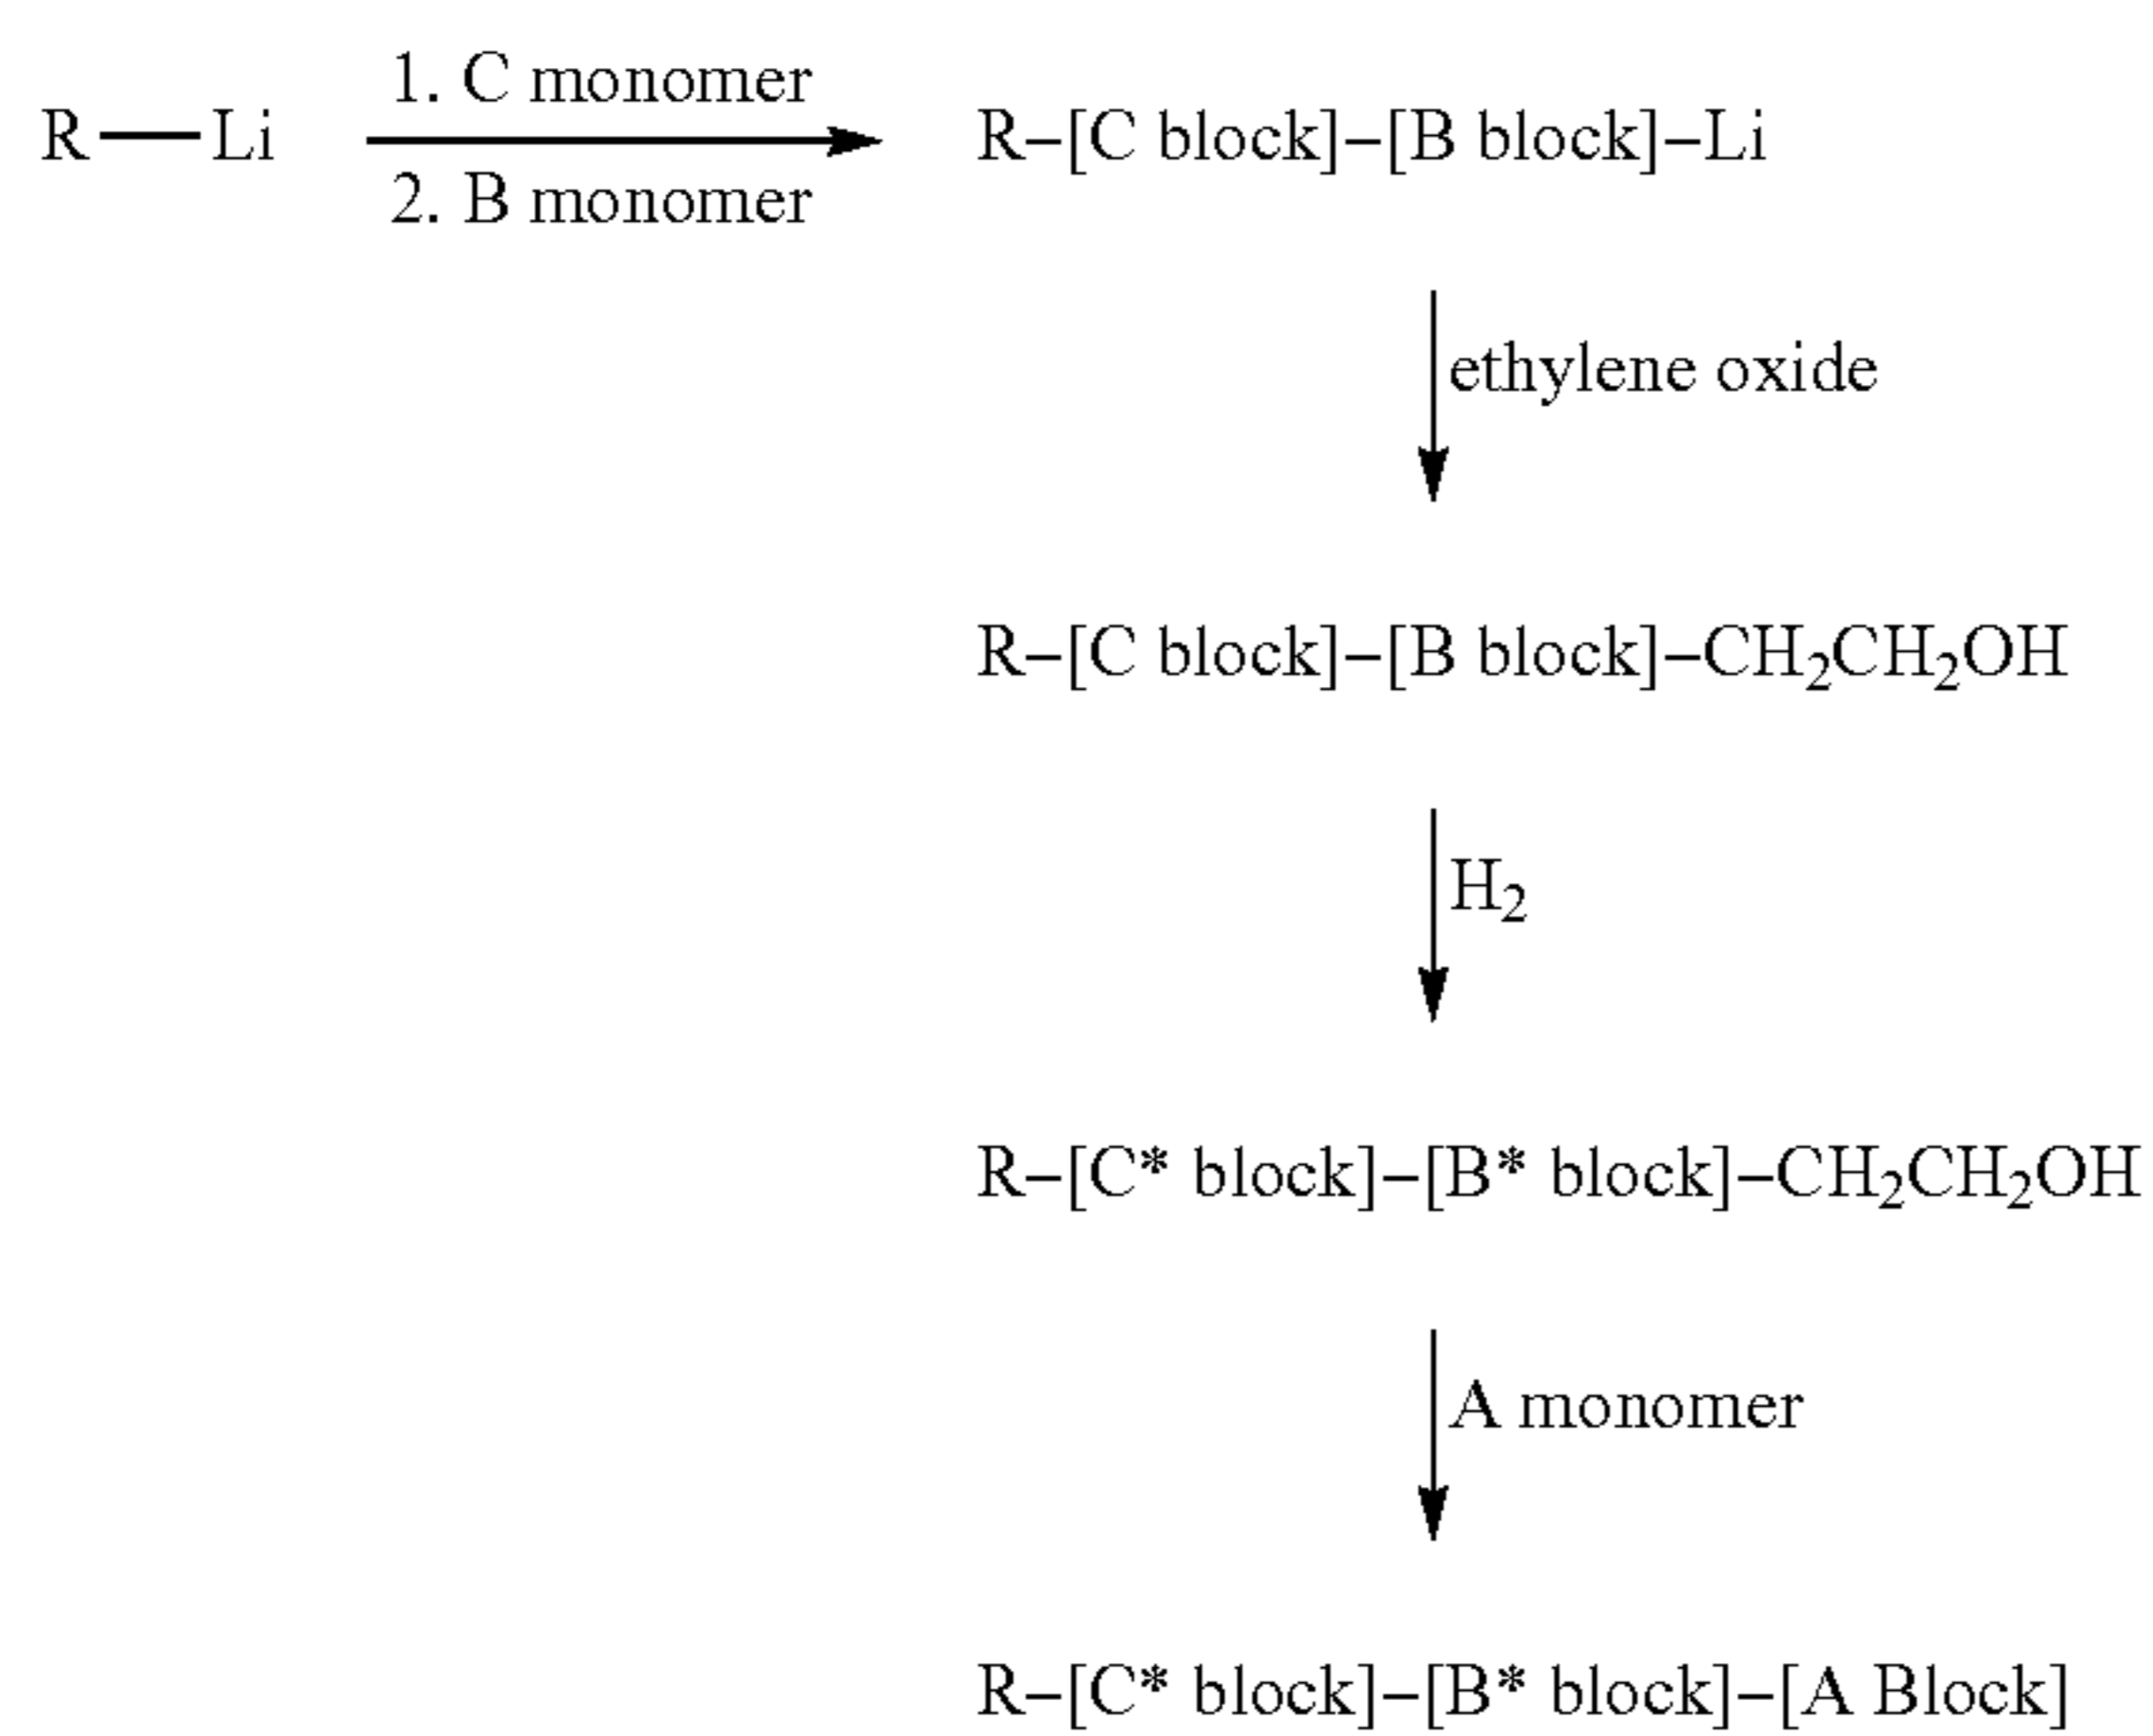 1. C monomer
R—Li R–[C block]–[B block]–Li
2. B monomer
ethylene oxide
R–[C block]–[B block]–CH₂CH₂OH
H₂
R–[C* block]–[B* block]–CH₂CH₂OH
A monomer
R–[C* block]–[B* block]–[A Block]